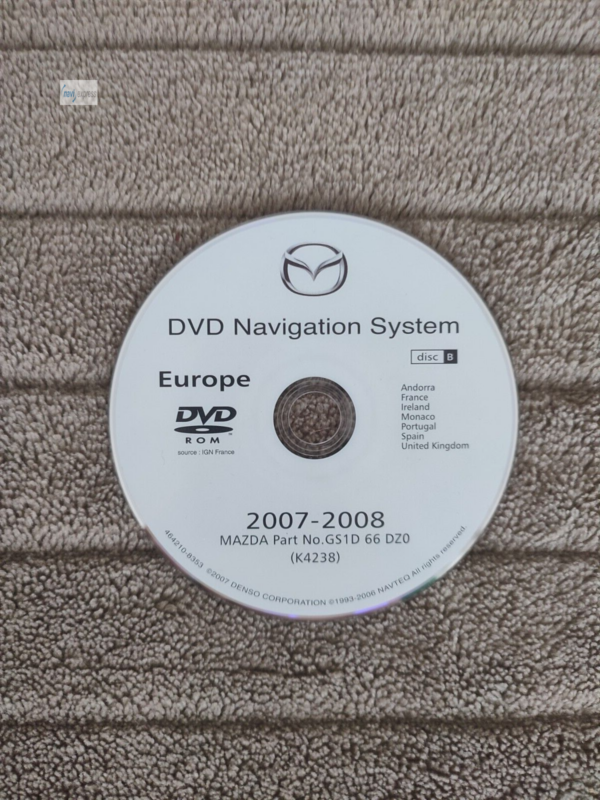 DVD Navigation System
disc B
Europe
DVD
ROM
source : IGN France
Andorra
France
Ireland
Monaco
Portugal
Spain
United Kingdom
2007-2008
MAZDA Part No.GS1D 66 DZ0
(K4238)
464210-8353 ©2007 DENSO CORPORATION ©1993-2006 NAVTEQ All rights reserved.